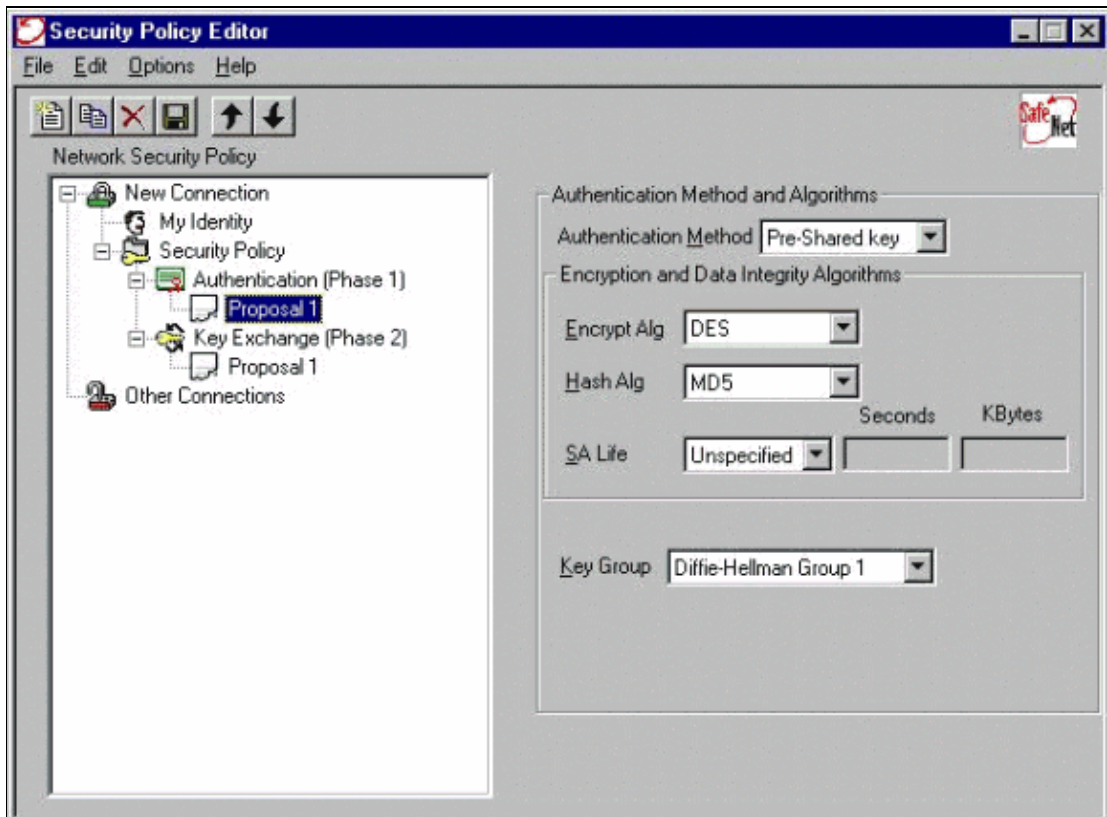 Security Policy Editor
File Edit Options Help
Safe Net
Network Security Policy
New Connection
My Identity
Security Policy
Authentication (Phase 1)
Proposal 1
Key Exchange (Phase 2)
Proposal 1
Other Connections
Authentication Method and Algorithms
Authentication Method Pre-Shared key
Encryption and Data Integrity Algorithms
Encrypt Alg DES
Hash Alg MD5
Seconds KBytes
SA Life Unspecified
Key Group Diffie-Hellman Group 1